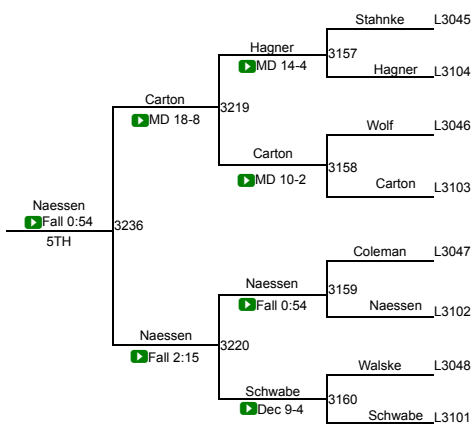 Stahnke L3045
Hagner 3157
MD 14-4 Hagner L3104
Carton
MD 18-8 3219
Wolf L3046
Carton 3158
MD 10-2 Carton L3103
Naessen
Fall 0:54 3236
5TH
Coleman L3047
Naessen 3159
Fall 0:54 Naessen L3102
Naessen 3220
Fall 2:15
Walske L3048
Schwabe 3160
Dec 9-4 Schwabe L3101